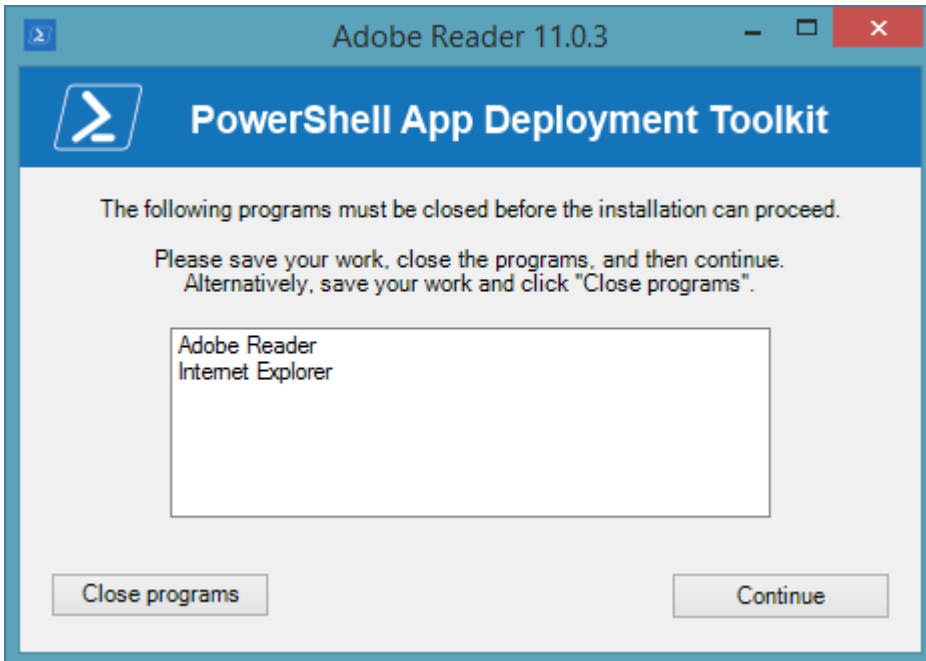 Adobe Reader 11.0.3
PowerShell App Deployment Toolkit
The following programs must be closed before the installation can proceed.
Please save your work, close the programs, and then continue.
Alternatively, save your work and click "Close programs".
Adobe Reader
Internet Explorer
Close programs
Continue